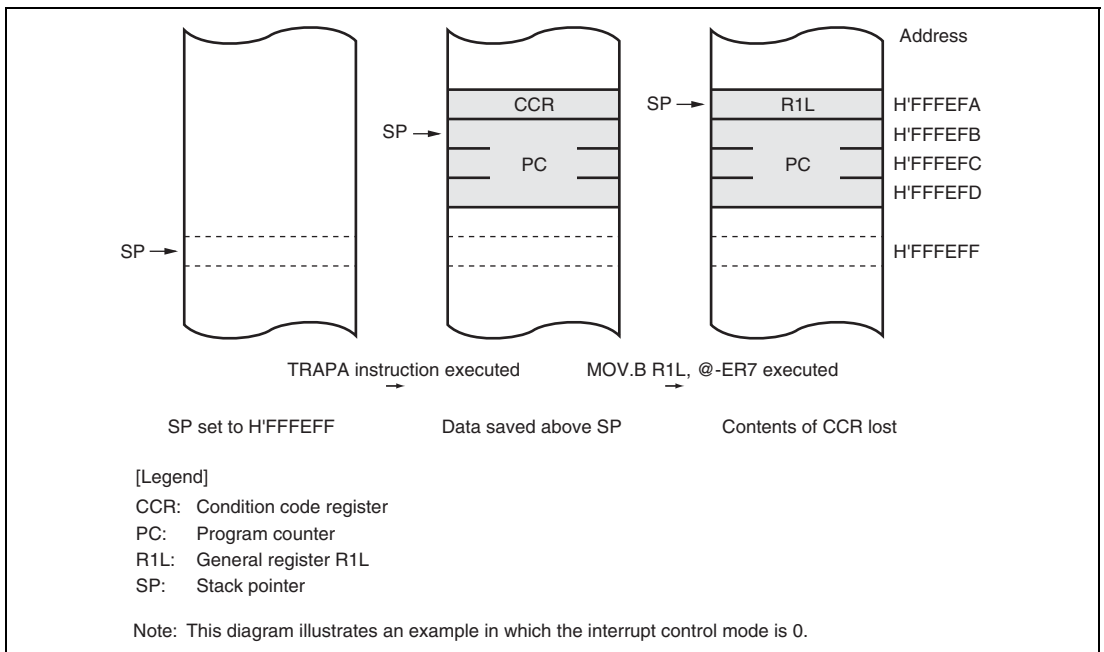 Address
CCR
SP
R1L
H'FFFEFA
SP
H'FFFEFB
PC
PC
H'FFFEFC
H'FFFEFD
SP
H'FFFEFF
TRAPA instruction executed
MOV.B R1L, @-ER7 executed
SP set to H'FFFEFF
Data saved above SP
Contents of CCR lost
[Legend]
CCR: Condition code register
PC: Program counter
R1L: General register R1L
SP: Stack pointer
Note: This diagram illustrates an example in which the interrupt control mode is 0.